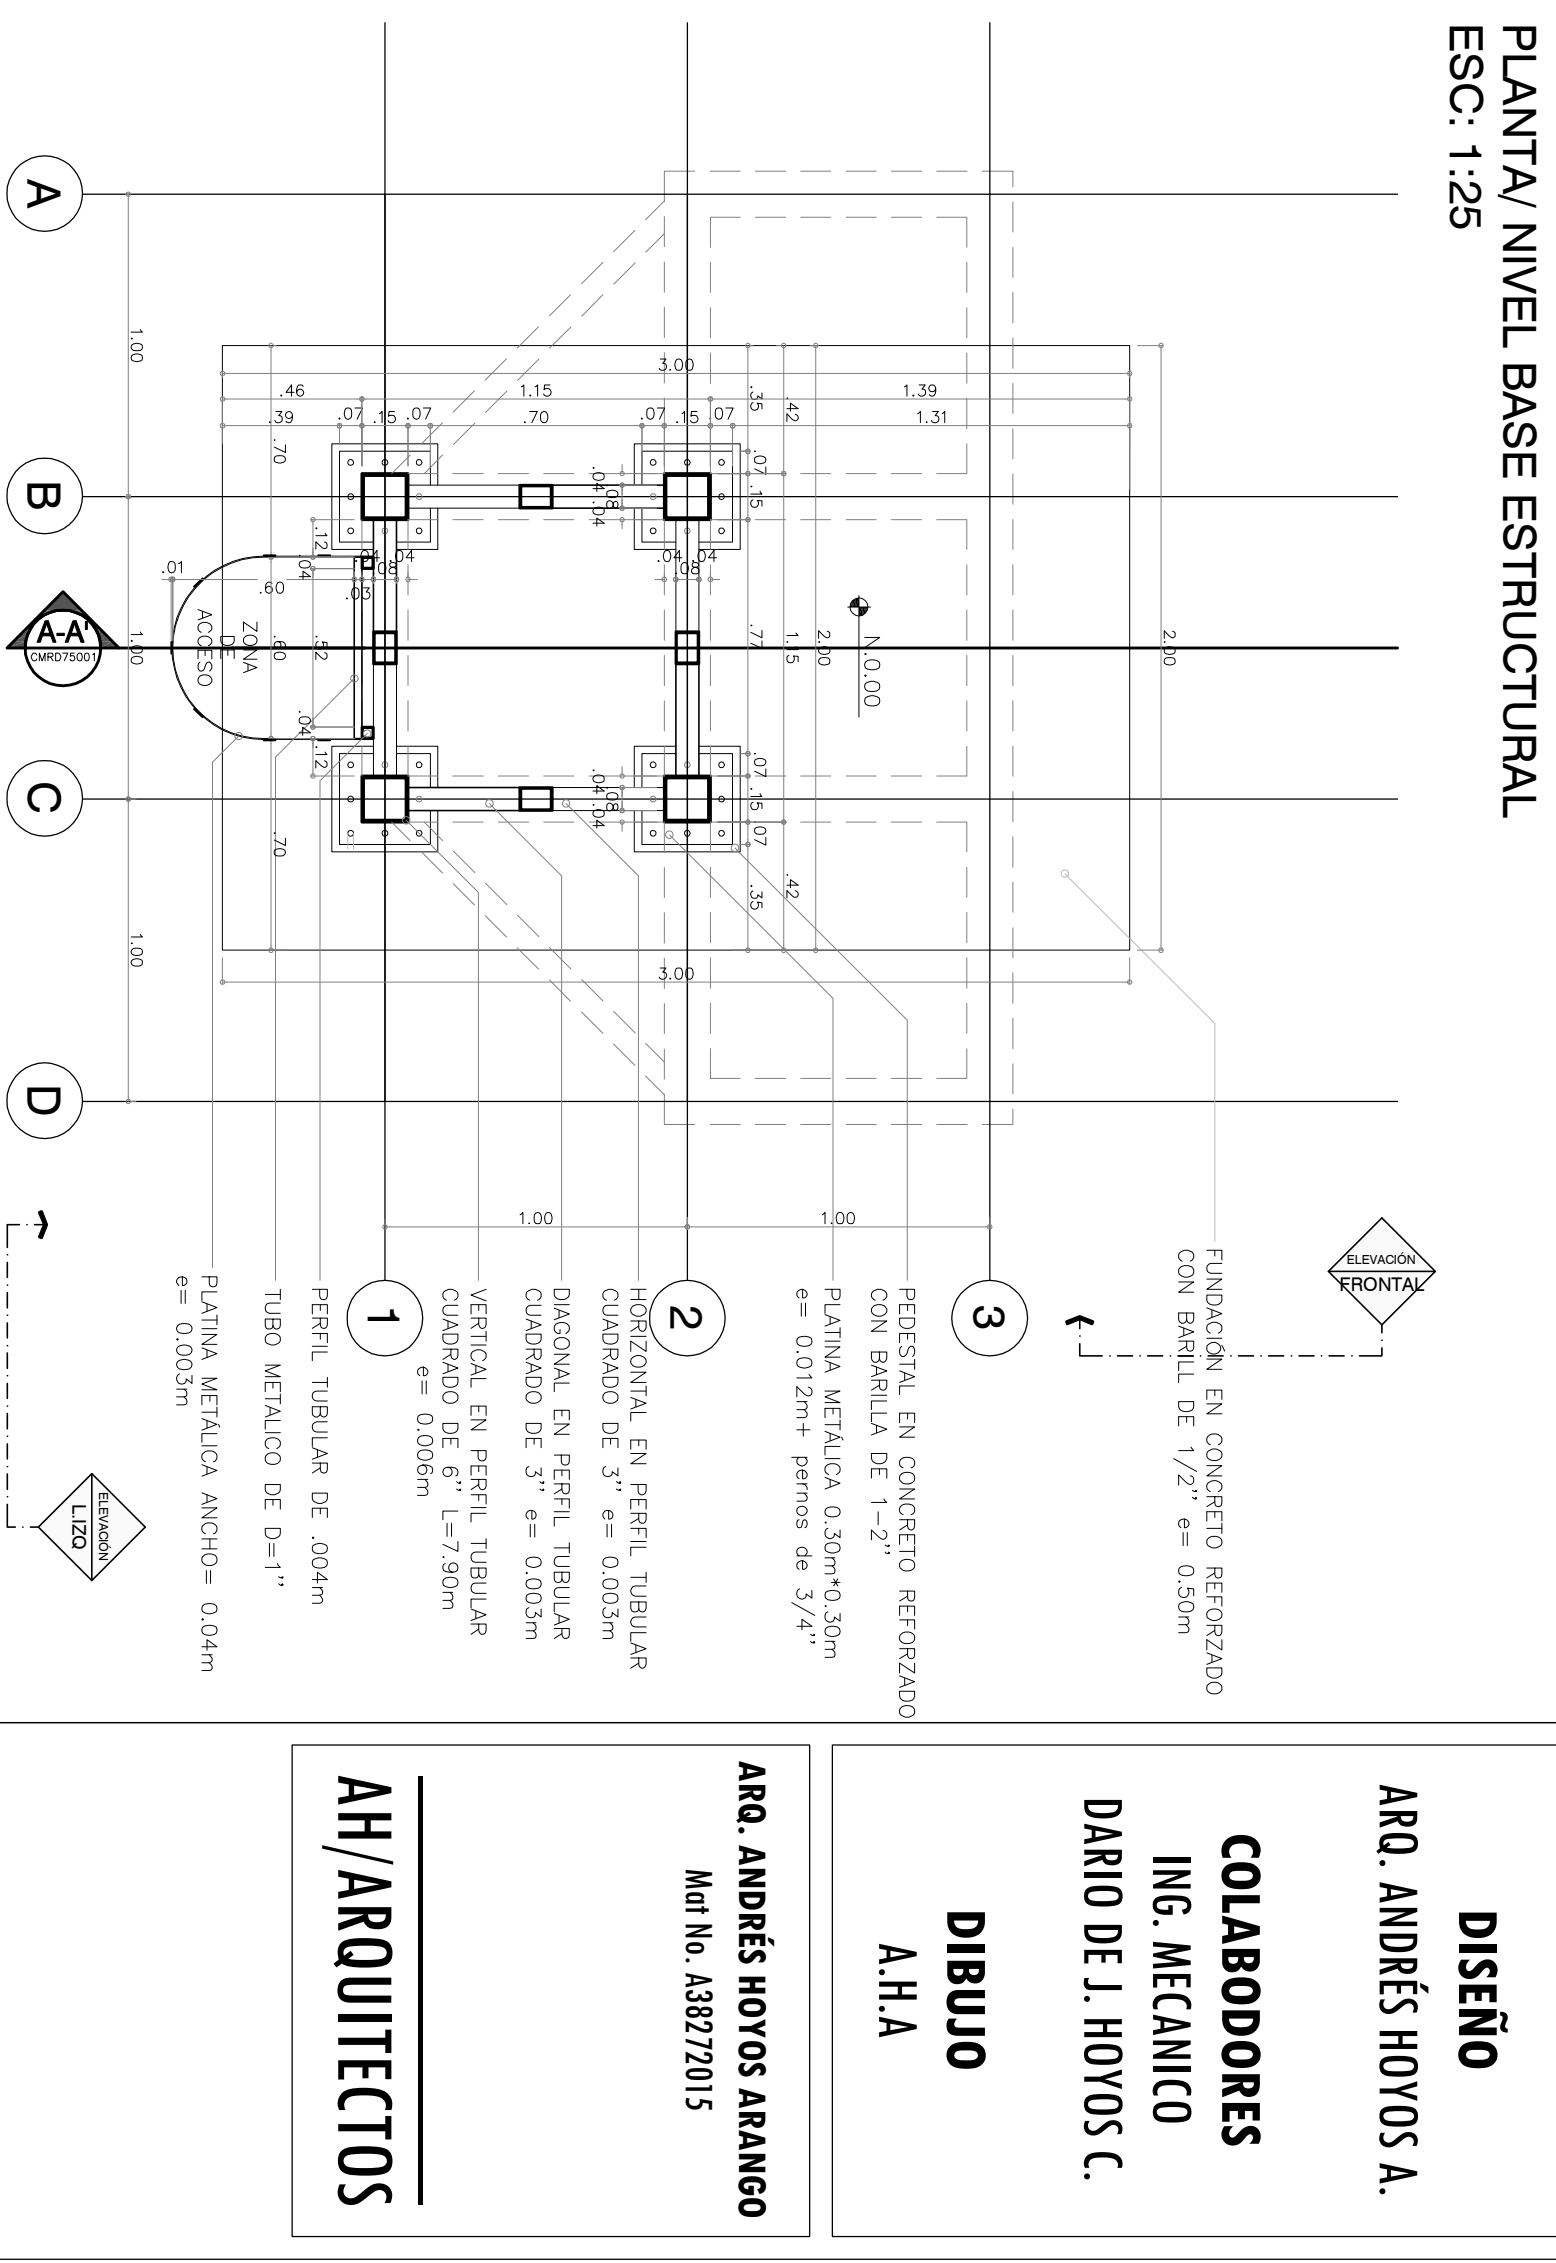 PLANTA/ NIVEL BASE ESTRUCTURAL
ESC: 1:25
A
B
C
D
1
2
3
A-A'
CMRD75001
1.00
1.00
1.00
1.00
1.00
3.00
.46
1.15
1.39
.39
.07
.15
.07
.70
.07
.15
.07
1.31
.35
.42
.70
.07
.15
.04
.08
.04
.12
.04
.04
.08
.04
.04
.08
.01
.60
.03
ZONA
DE
ACCESO
.60
.52
.77
1.15
2.00
2.00
N.0.00
.04
.12
.04
.08
.04
.07
.15
.07
.70
.35
.42
3.00
ELEVACIÓN
FRONTAL
ELEVACIÓN
L.IZQ
FUNDACIÓN EN CONCRETO REFORZADO
CON BARILL DE 1/2'' e= 0.50m
PEDESTAL EN CONCRETO REFORZADO
CON BARILLA DE 1-2''
PLATINA METÁLICA 0.30m*0.30m
e= 0.012m+ pernos de 3/4''
HORIZONTAL EN PERFIL TUBULAR
CUADRADO DE 3'' e= 0.003m
DIAGONAL EN PERFIL TUBULAR
CUADRADO DE 3'' e= 0.003m
VERTICAL EN PERFIL TUBULAR
CUADRADO DE 6'' L=7.90m
e= 0.006m
PERFIL TUBULAR DE .004m
TUBO METALICO DE D=1''
PLATINA METÁLICA ANCHO= 0.04m
e= 0.003m
DISEÑO
ARQ. ANDRÉS HOYOS A.
COLABODORES
ING. MECANICO
DARIO DE J. HOYOS C.
DIBUJO
A.H.A
ARQ. ANDRÉS HOYOS ARANGO
Mat No. A38272015
AH/ARQUITECTOS